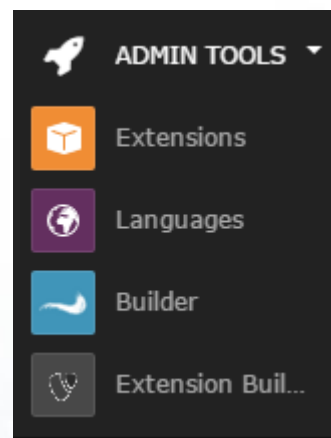 ADMIN TOOLS
Extensions
Languages
Builder
Extension Buil...